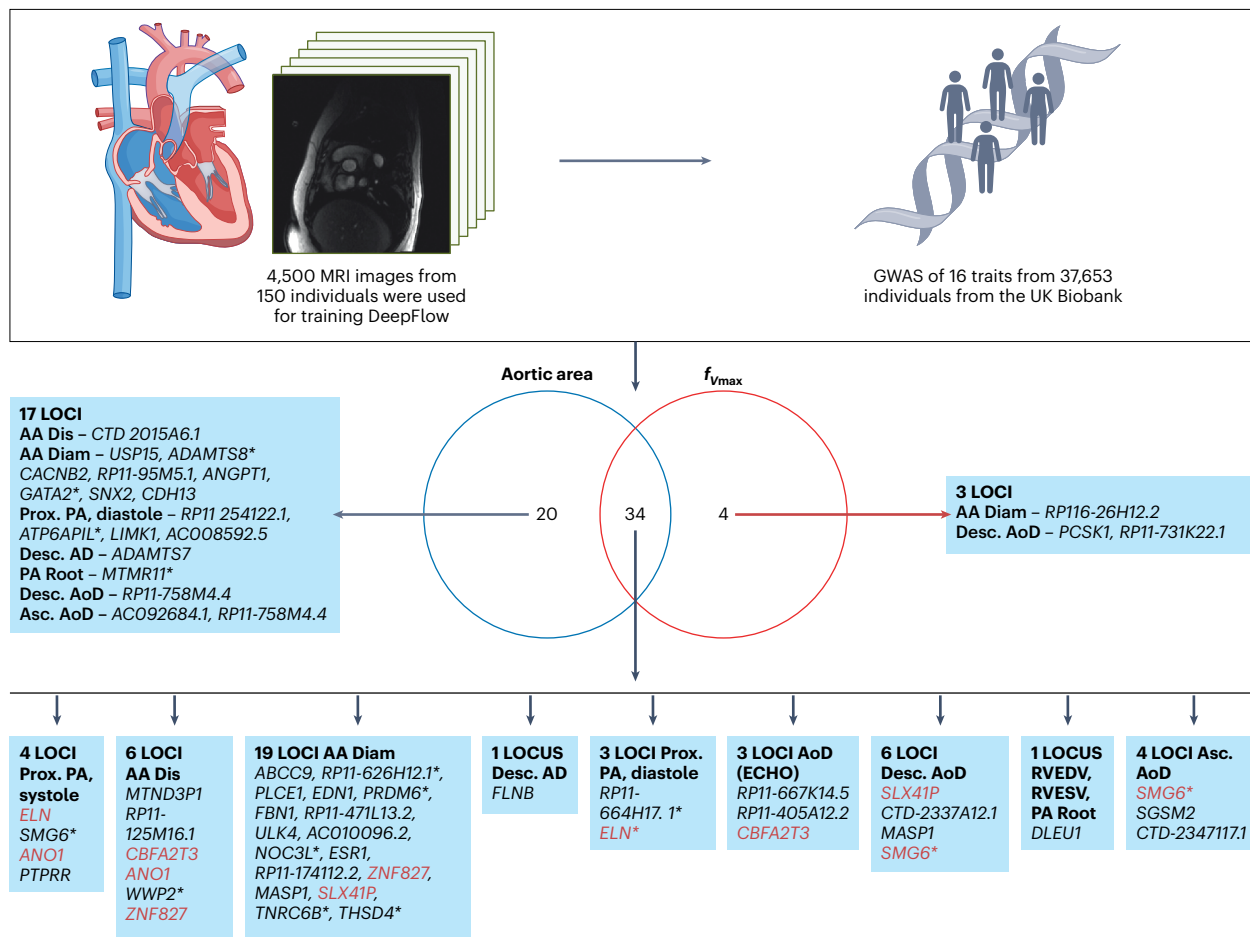 4,500 MRI images from
150 individuals were used
for training DeepFlow
GWAS of 16 traits from 37,653
individuals from the UK Biobank
Aortic area
fVmax
17 LOCI
AA Dis – CTD 2015A6.1
AA Diam – USP15, ADAMTS8*
CACNB2, RP11-95M5.1, ANGPT1,
GATA2*, SNX2, CDH13
Prox. PA, diastole – RP11 254122.1,
ATP6APIL*, LIMK1, AC008592.5
Desc. AD – ADAMTS7
PA Root – MTMR11*
Desc. AoD – RP11-758M4.4
Asc. AoD – AC092684.1, RP11-758M4.4
20
34
4
3 LOCI
AA Diam – RP116-26H12.2
Desc. AoD – PCSK1, RP11-731K22.1
4 LOCI
Prox. PA,
systole
ELN
SMG6*
ANO1
PTPRR
6 LOCI
AA Dis
MTND3P1
RP11-
125M16.1
CBFA2T3
ANO1
WWP2*
ZNF827
19 LOCI AA Diam
ABCC9, RP11-626H12.1*,
PLCE1, EDN1, PRDM6*,
FBN1, RP11-471L13.2,
ULK4, AC010096.2,
NOC3L*, ESR1,
RP11-174112.2, ZNF827,
MASP1, SLX41P,
TNRC6B*, THSD4*
1 LOCUS
Desc. AD
FLNB
3 LOCI Prox.
PA, diastole
RP11-
664H17. 1*
ELN*
3 LOCI AoD
(ECHO)
RP11-667K14.5
RP11-405A12.2
CBFA2T3
6 LOCI
Desc. AoD
SLX41P
CTD-2337A12.1
MASP1
SMG6*
1 LOCUS
RVEDV,
RVESV,
PA Root
DLEU1
4 LOCI Asc.
AoD
SMG6*
SGSM2
CTD-2347117.1